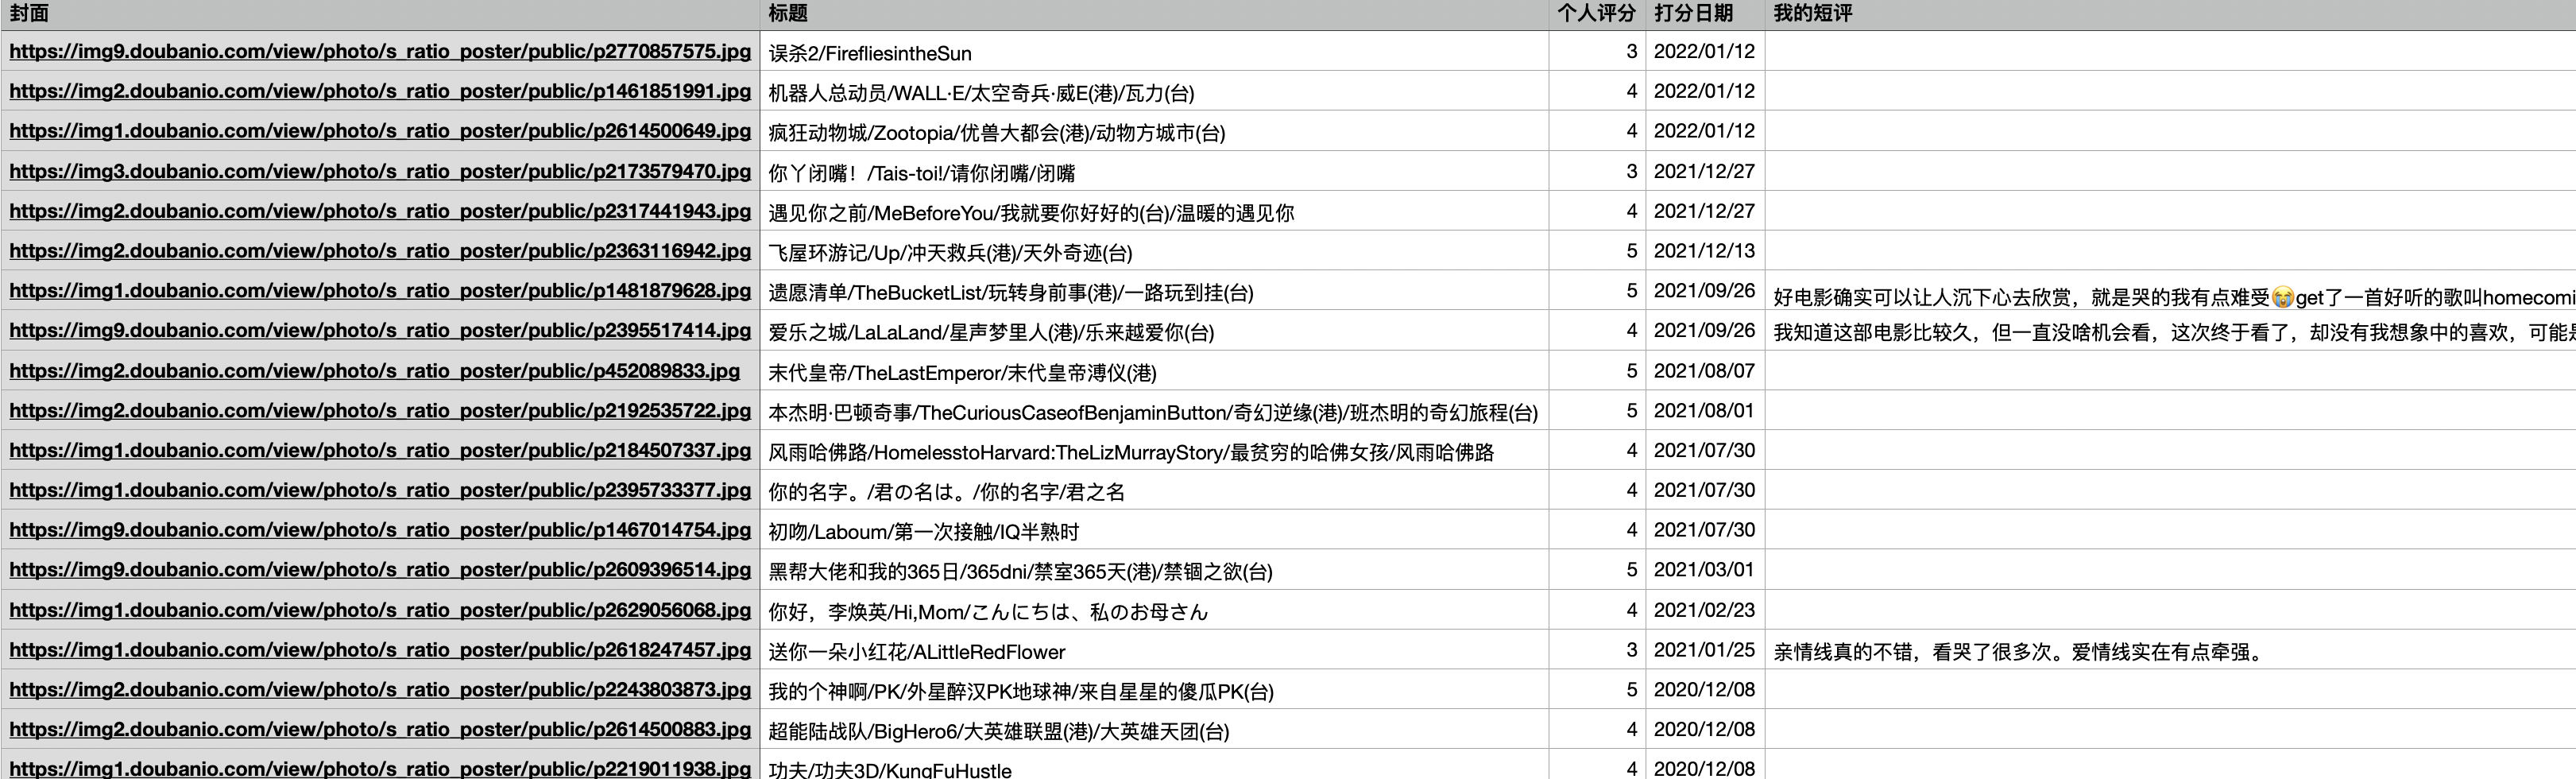 封面 标题 个人评分 打分日期 我的短评
https://img9.doubanio.com/view/photo/s_ratio_poster/public/p2770857575.jpg 误杀2/FirefliesintheSun 3 2022/01/12
https://img2.doubanio.com/view/photo/s_ratio_poster/public/p1461851991.jpg 机器人总动员/WALL·E/太空奇兵·威E(港)/瓦力(台) 4 2022/01/12
https://img1.doubanio.com/view/photo/s_ratio_poster/public/p2614500649.jpg 疯狂动物城/Zootopia/优兽大都会(港)/动物方城市(台) 4 2022/01/12
https://img3.doubanio.com/view/photo/s_ratio_poster/public/p2173579470.jpg 你丫闭嘴！/Tais-toi!/请你闭嘴/闭嘴 3 2021/12/27
https://img2.doubanio.com/view/photo/s_ratio_poster/public/p2317441943.jpg 遇见你之前/MeBeforeYou/我就要你好好的(台)/温暖的遇见你 4 2021/12/27
https://img2.doubanio.com/view/photo/s_ratio_poster/public/p2363116942.jpg 飞屋环游记/Up/冲天救兵(港)/天外奇迹(台) 5 2021/12/13
https://img1.doubanio.com/view/photo/s_ratio_poster/public/p1481879628.jpg 遗愿清单/TheBucketList/玩转身前事(港)/一路玩到挂(台) 5 2021/09/26 好电影确实可以让人沉下心去欣赏，就是哭的我有点难受😭get了一首好听的歌叫homecomi
https://img9.doubanio.com/view/photo/s_ratio_poster/public/p2395517414.jpg 爱乐之城/LaLaLand/星声梦里人(港)/乐来越爱你(台) 4 2021/09/26 我知道这部电影比较久，但一直没啥机会看，这次终于看了，却没有我想象中的喜欢，可能是
https://img2.doubanio.com/view/photo/s_ratio_poster/public/p452089833.jpg 末代皇帝/TheLastEmperor/末代皇帝溥仪(港) 5 2021/08/07
https://img2.doubanio.com/view/photo/s_ratio_poster/public/p2192535722.jpg 本杰明·巴顿奇事/TheCuriousCaseofBenjaminButton/奇幻逆缘(港)/班杰明的奇幻旅程(台) 5 2021/08/01
https://img1.doubanio.com/view/photo/s_ratio_poster/public/p2184507337.jpg 风雨哈佛路/HomelesstoHarvard:TheLizMurrayStory/最贫穷的哈佛女孩/风雨哈佛路 4 2021/07/30
https://img1.doubanio.com/view/photo/s_ratio_poster/public/p2395733377.jpg 你的名字。/君の名は。/你的名字/君之名 4 2021/07/30
https://img9.doubanio.com/view/photo/s_ratio_poster/public/p1467014754.jpg 初吻/Laboum/第一次接触/IQ半熟时 4 2021/07/30
https://img9.doubanio.com/view/photo/s_ratio_poster/public/p2609396514.jpg 黑帮大佬和我的365日/365dni/禁室365天(港)/禁锢之欲(台) 5 2021/03/01
https://img1.doubanio.com/view/photo/s_ratio_poster/public/p2629056068.jpg 你好，李焕英/Hi,Mom/こんにちは、私のお母さん 4 2021/02/23
https://img1.doubanio.com/view/photo/s_ratio_poster/public/p2618247457.jpg 送你一朵小红花/ALittleRedFlower 3 2021/01/25 亲情线真的不错，看哭了很多次。爱情线实在有点牵强。
https://img2.doubanio.com/view/photo/s_ratio_poster/public/p2243803873.jpg 我的个神啊/PK/外星醉汉PK地球神/来自星星的傻瓜PK(台) 5 2020/12/08
https://img2.doubanio.com/view/photo/s_ratio_poster/public/p2614500883.jpg 超能陆战队/BigHero6/大英雄联盟(港)/大英雄天团(台) 4 2020/12/08
https://img1.doubanio.com/view/photo/s_ratio_poster/public/p2219011938.jpg 功夫/功夫3D/KungFuHustle 4 2020/12/08